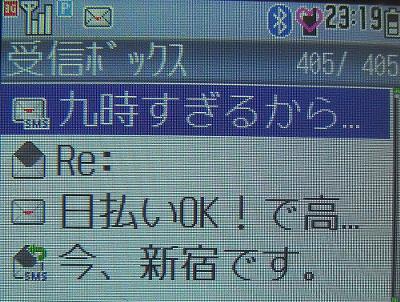 3G P 23:19
受信ボックス 405/ 405
九時すぎるから…
SMS
Re:
日払いOK！で高…
今、新宿です。
SMS